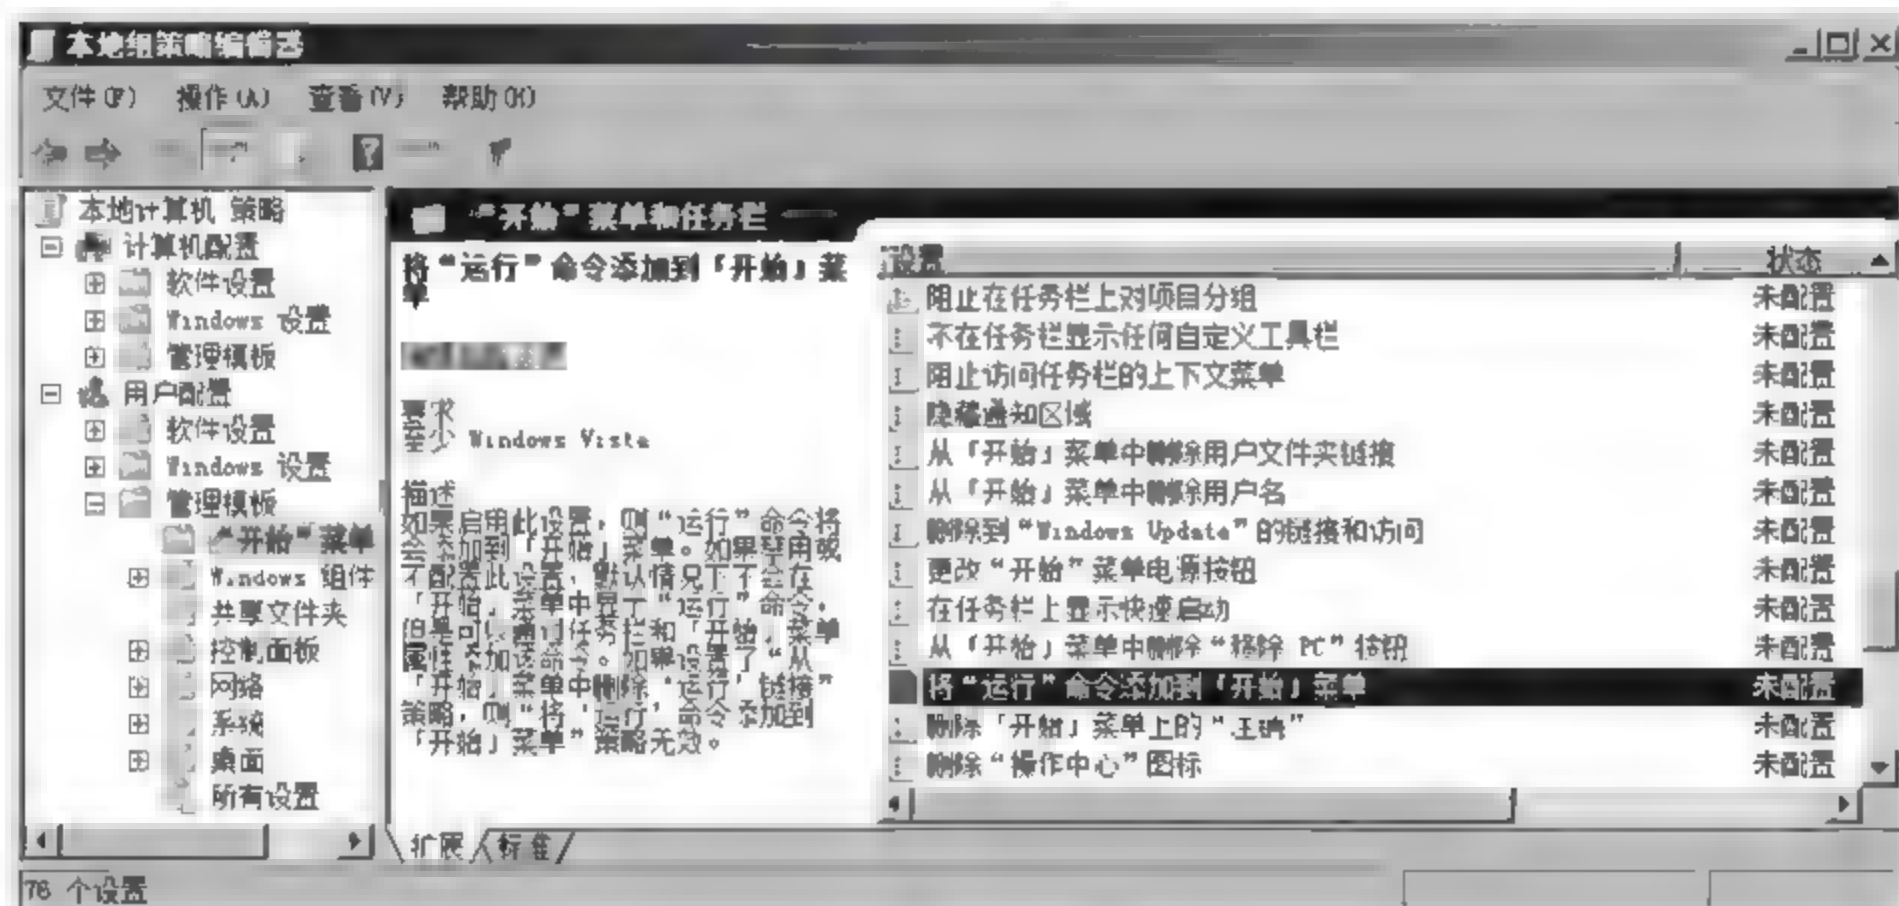 本地组策略编辑器
文件(F) 操作(A) 查看(V) 帮助(H)
本地计算机 策略
计算机配置
软件设置
Windows 设置
管理模板
用户配置
软件设置
Windows 设置
管理模板
“开始”菜单
Windows 组件
共享文件夹
控制面板
网络
系统
桌面
所有设置
“开始”菜单和任务栏
将“运行”命令添加到「开始」菜
单
要求
至少 Windows Vista
描述
如果启用此设置,则“运行”命令将
会添加到「开始」菜单。如果禁用或
不配置此设置,默认情况下不会在
「开始」菜单中显示“运行”命令,
但是可以通过任务栏和「开始」菜单
属性添加该命令。如果设置了“从
「开始」菜单中删除‘运行’链接”
策略,则“将‘运行’命令添加到
「开始」菜单”策略无效。
设置 状态
阻止在任务栏上对项目分组 未配置
不在任务栏显示任何自定义工具栏 未配置
阻止访问任务栏的上下文菜单 未配置
隐藏通知区域 未配置
从「开始」菜单中删除用户文件夹链接 未配置
从「开始」菜单中删除用户名 未配置
删除到“Windows Update”的链接和访问 未配置
更改“开始”菜单电源按钮 未配置
在任务栏上显示快速启动 未配置
从「开始」菜单中删除“移除 PC”按钮 未配置
将“运行”命令添加到「开始」菜单 未配置
删除「开始」菜单上的 未配置
删除“操作中心”图标 未配置
扩展 标准
76 个设置